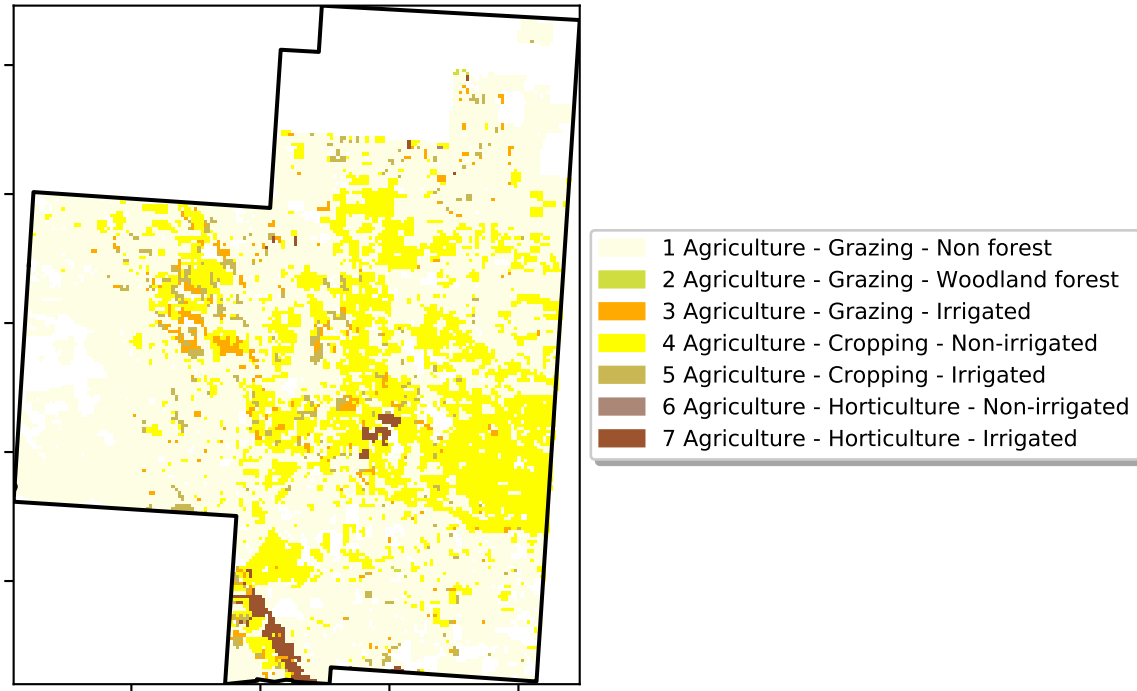 1 Agriculture - Grazing - Non forest
2 Agriculture - Grazing - Woodland forest
3 Agriculture - Grazing - Irrigated
4 Agriculture - Cropping - Non-irrigated
5 Agriculture - Cropping - Irrigated
6 Agriculture - Horticulture - Non-irrigated
7 Agriculture - Horticulture - Irrigated